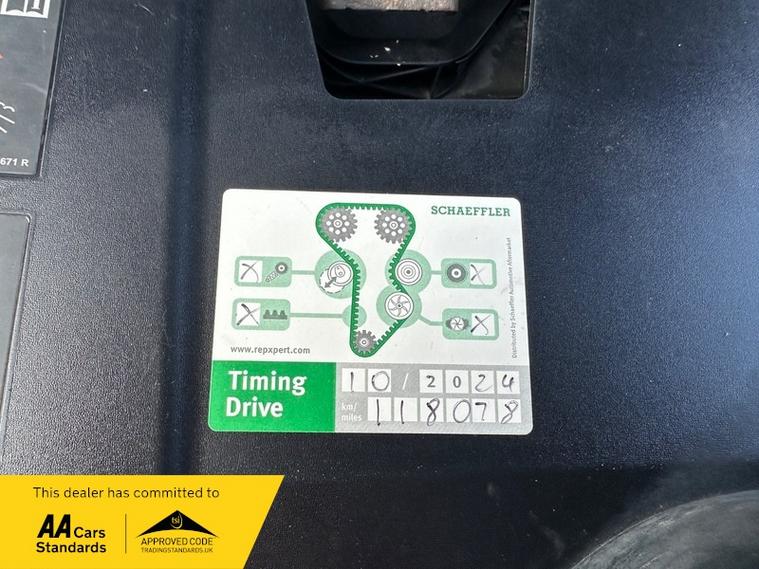 671 R
SCHAEFFLER
Distributed by Schaeffler Automotive Aftermarket
www.repxpert.com
Timing
Drive
10/2024
km/
miles
118078
This dealer has committed to
AA Cars
Standards
tsi
APPROVED CODE
TRADINGSTANDARDS.UK